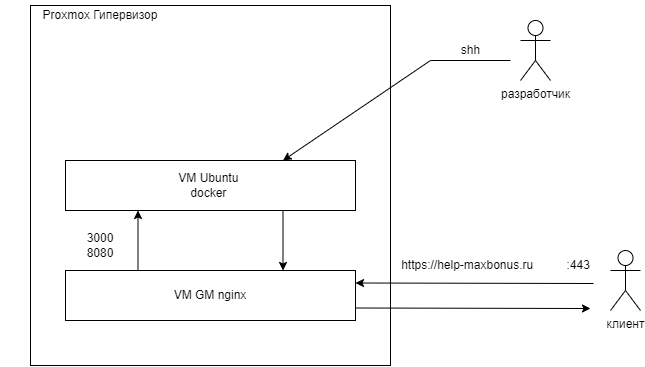 Proxmox Гипервизор
shh
разработчик
VM Ubuntu
docker
3000
8080
https://help-maxbonus.ru :443
VM GM nginx
клиент